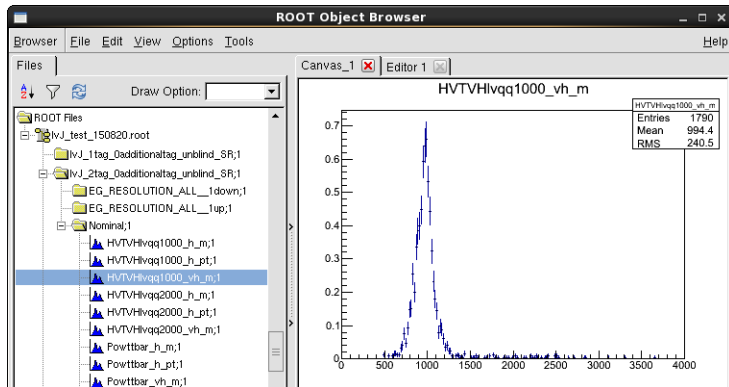 ROOT Object Browser
Browser File Edit View Options Tools Help
Files
Draw Option:
ROOT Files
lvJ_test_150820.root
lvJ_1tag_0additionaltag_unblind_SR;1
lvJ_2tag_0additionaltag_unblind_SR;1
EG_RESOLUTION_ALL__1down;1
EG_RESOLUTION_ALL__1up;1
Nominal;1
HVTVHlvqq1000_h_m;1
HVTVHlvqq1000_h_pt;1
HVTVHlvqq1000_vh_m;1
HVTVHlvqq2000_h_m;1
HVTVHlvqq2000_h_pt;1
HVTVHlvqq2000_vh_m;1
Powttbar_h_m;1
Powttbar_h_pt;1
Powttbar_vh_m;1
Canvas_1 Editor 1
HVTVHlvqq1000_vh_m
HVTVHlvqq1000_vh_m
Entries 1790
Mean 994.4
RMS 240.5
0.7
0.6
0.5
0.4
0.3
0.2
0.1
0
0 500 1000 1500 2000 2500 3000 3500 4000